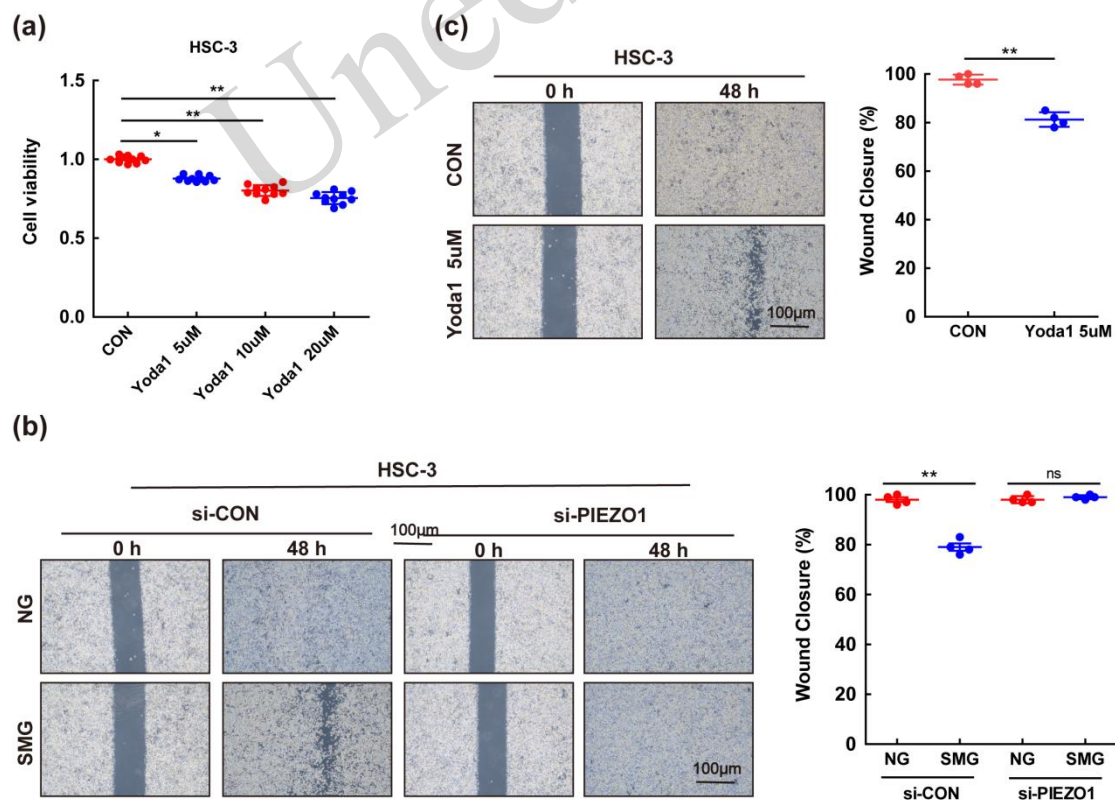 Uned
(a)
HSC-3
Cell viability
1.5
1.0
0.5
0.0
**
**
*
CON
Yoda1 5uM
Yoda1 10uM
Yoda1 20uM
(c)
HSC-3
0 h 48 h
CON
Yoda1 5uM
100μm
Wound Closure (%)
100
80
60
40
20
0
**
CON Yoda1 5uM
(b)
HSC-3
si-CON si-PIEZO1
100μm
0 h 48 h 0 h 48 h
NG
SMG
100μm
Wound Closure (%)
100
80
60
40
20
0
** ns
NG SMG NG SMG
si-CON si-PIEZO1